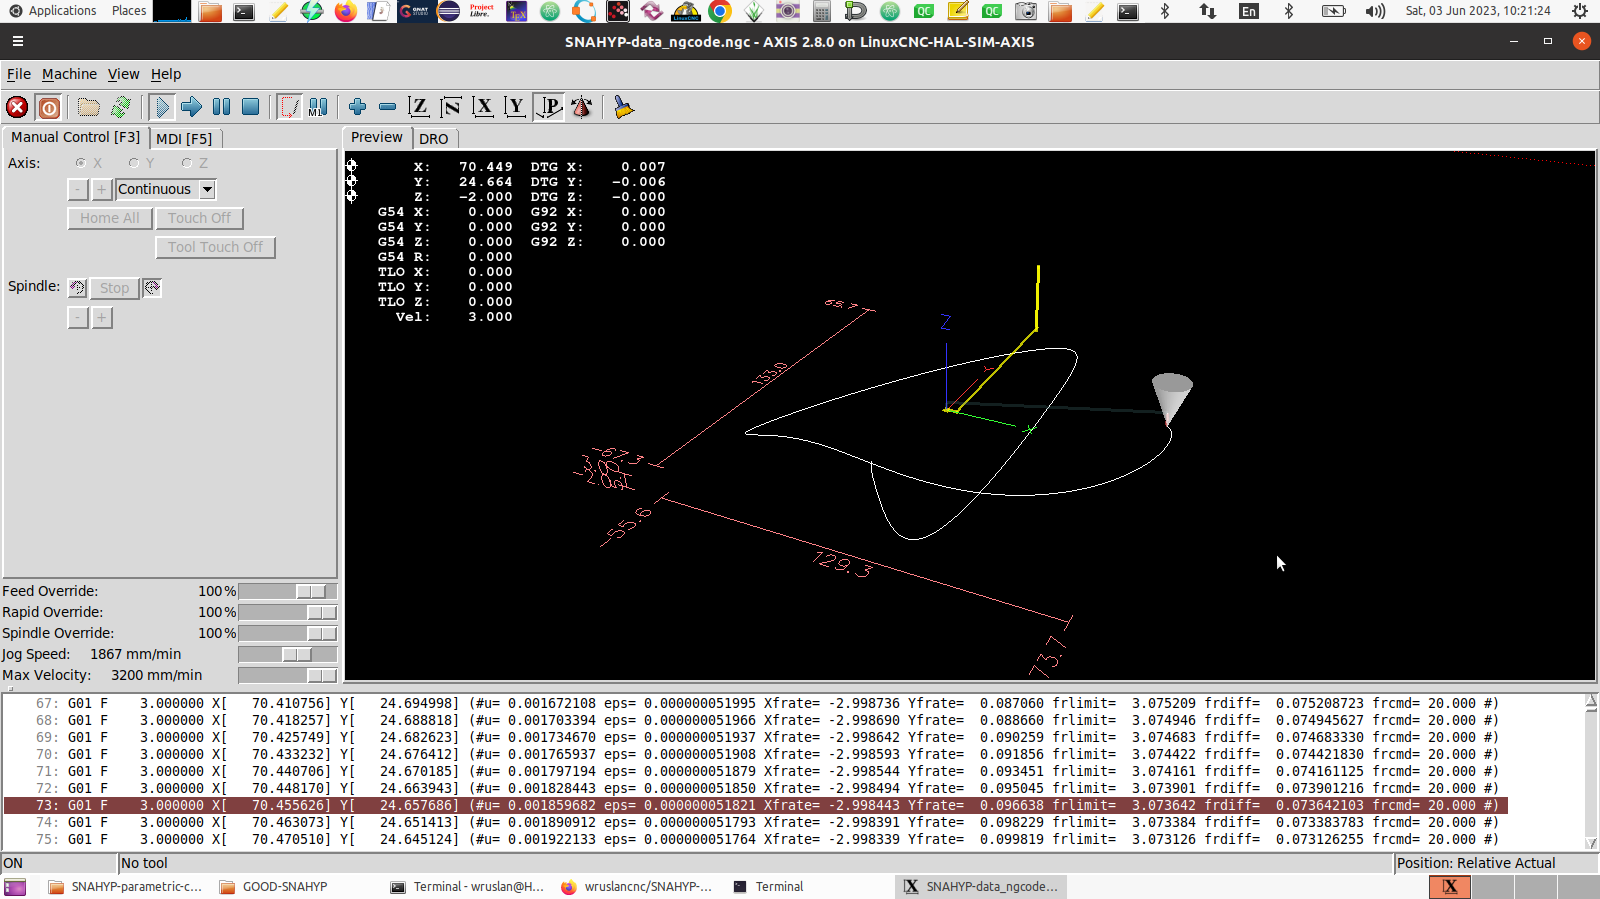 Applications Places En Sat, 03 Jun 2023, 10:21:24
SNAHYP-data_ngcode.ngc - AXIS 2.8.0 on LinuxCNC-HAL-SIM-AXIS
File Machine View Help
Manual Control [F3] MDI [F5] Preview DRO
Axis: X Y Z
- + Continuous
Home All Touch Off
Tool Touch Off
Spindle: Stop
- +
X: 70.449 DTG X: 0.007
Y: 24.664 DTG Y: -0.006
Z: -2.000 DTG Z: -0.000
G54 X: 0.000 G92 X: 0.000
G54 Y: 0.000 G92 Y: 0.000
G54 Z: 0.000 G92 Z: 0.000
G54 R: 0.000
TLO X: 0.000
TLO Y: 0.000
TLO Z: 0.000
Vel: 3.000
65.7
133.0
-67.3
-55.6
129.3
73.7
Z
Y
X
Feed Override: 100 %
Rapid Override: 100 %
Spindle Override: 100 %
Jog Speed: 1867 mm/min
Max Velocity: 3200 mm/min
67: G01 F 3.000000 X[ 70.410756] Y[ 24.694998] (#u= 0.001672108 eps= 0.000000051995 Xfrate= -2.998736 Yfrate= 0.087060 frlimit= 3.075209 frdiff= 0.075208723 frcmd= 20.000 #)
68: G01 F 3.000000 X[ 70.418257] Y[ 24.688818] (#u= 0.001703394 eps= 0.000000051966 Xfrate= -2.998690 Yfrate= 0.088660 frlimit= 3.074946 frdiff= 0.074945627 frcmd= 20.000 #)
69: G01 F 3.000000 X[ 70.425749] Y[ 24.682623] (#u= 0.001734670 eps= 0.000000051937 Xfrate= -2.998642 Yfrate= 0.090259 frlimit= 3.074683 frdiff= 0.074683330 frcmd= 20.000 #)
70: G01 F 3.000000 X[ 70.433232] Y[ 24.676412] (#u= 0.001765937 eps= 0.000000051908 Xfrate= -2.998593 Yfrate= 0.091856 frlimit= 3.074422 frdiff= 0.074421830 frcmd= 20.000 #)
71: G01 F 3.000000 X[ 70.440706] Y[ 24.670185] (#u= 0.001797194 eps= 0.000000051879 Xfrate= -2.998544 Yfrate= 0.093451 frlimit= 3.074161 frdiff= 0.074161125 frcmd= 20.000 #)
72: G01 F 3.000000 X[ 70.448170] Y[ 24.663943] (#u= 0.001828443 eps= 0.000000051850 Xfrate= -2.998494 Yfrate= 0.095045 frlimit= 3.073901 frdiff= 0.073901216 frcmd= 20.000 #)
73: G01 F 3.000000 X[ 70.455626] Y[ 24.657686] (#u= 0.001859682 eps= 0.000000051821 Xfrate= -2.998443 Yfrate= 0.096638 frlimit= 3.073642 frdiff= 0.073642103 frcmd= 20.000 #)
74: G01 F 3.000000 X[ 70.463073] Y[ 24.651413] (#u= 0.001890912 eps= 0.000000051793 Xfrate= -2.998391 Yfrate= 0.098229 frlimit= 3.073384 frdiff= 0.073383783 frcmd= 20.000 #)
75: G01 F 3.000000 X[ 70.470510] Y[ 24.645124] (#u= 0.001922133 eps= 0.000000051764 Xfrate= -2.998339 Yfrate= 0.099819 frlimit= 3.073126 frdiff= 0.073126255 frcmd= 20.000 #)
ON No tool Position: Relative Actual
SNAHYP-parametric-c... GOOD-SNAHYP Terminal - wruslan@H... wruslancnc/SNAHYP-... Terminal SNAHYP-data_ngcode...